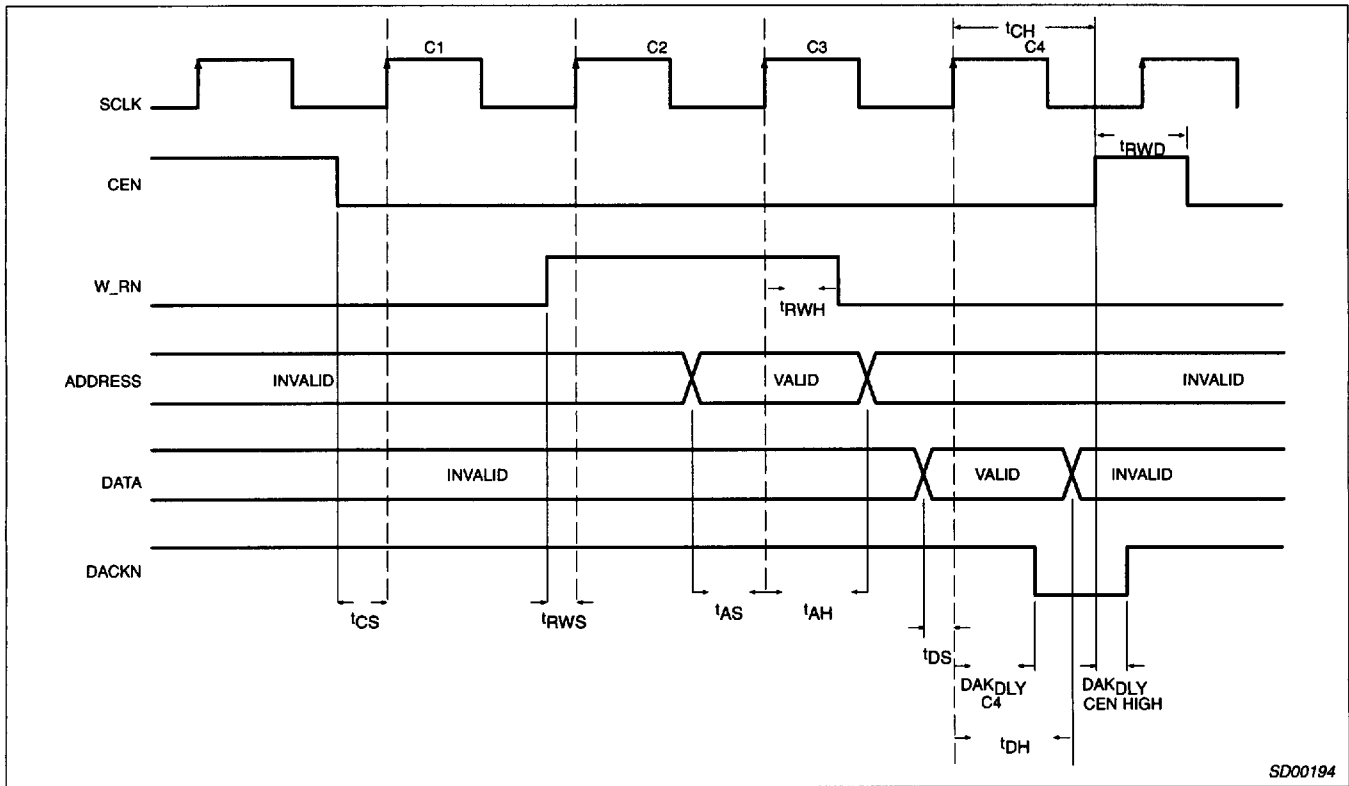 tCH
C1 C2 C3 C4
SCLK
tRWD
CEN
W_RN
tRWH
ADDRESS INVALID VALID INVALID
DATA INVALID VALID INVALID
DACKN
tCS tRWS tAS tAH
tDS
DAKDLY DAKDLY
C4 CEN HIGH
tDH
SD00194